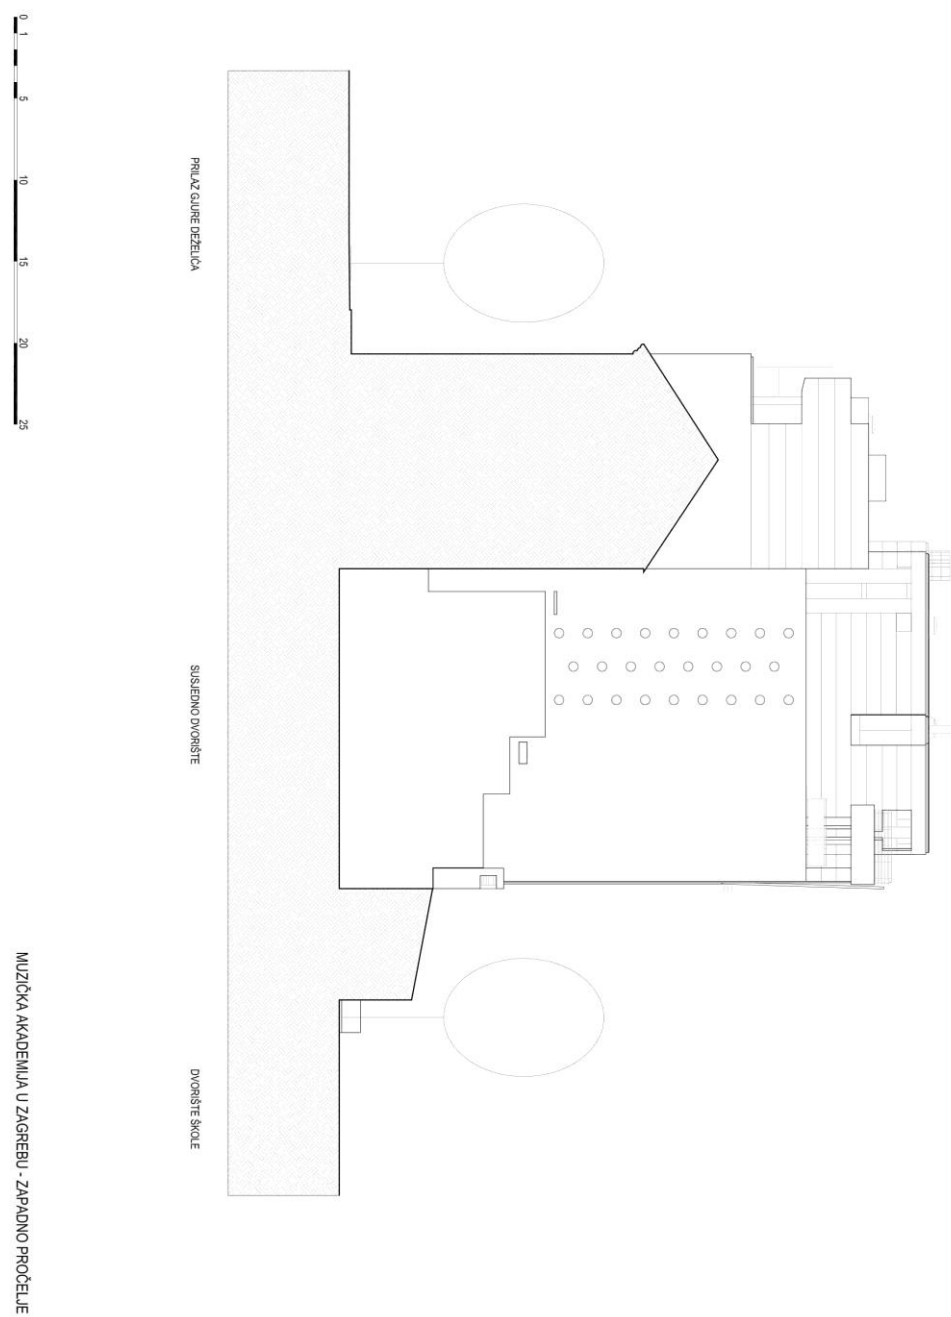 0 1 5 10 15 20 25
PRILAZ GJURE DEŽELIĆA
SUSJEDNO DVORIŠTE
DVORIŠTE ŠKOLE
MUZIČKA AKADEMIJA U ZAGREBU - ZAPADNO PROČELJE